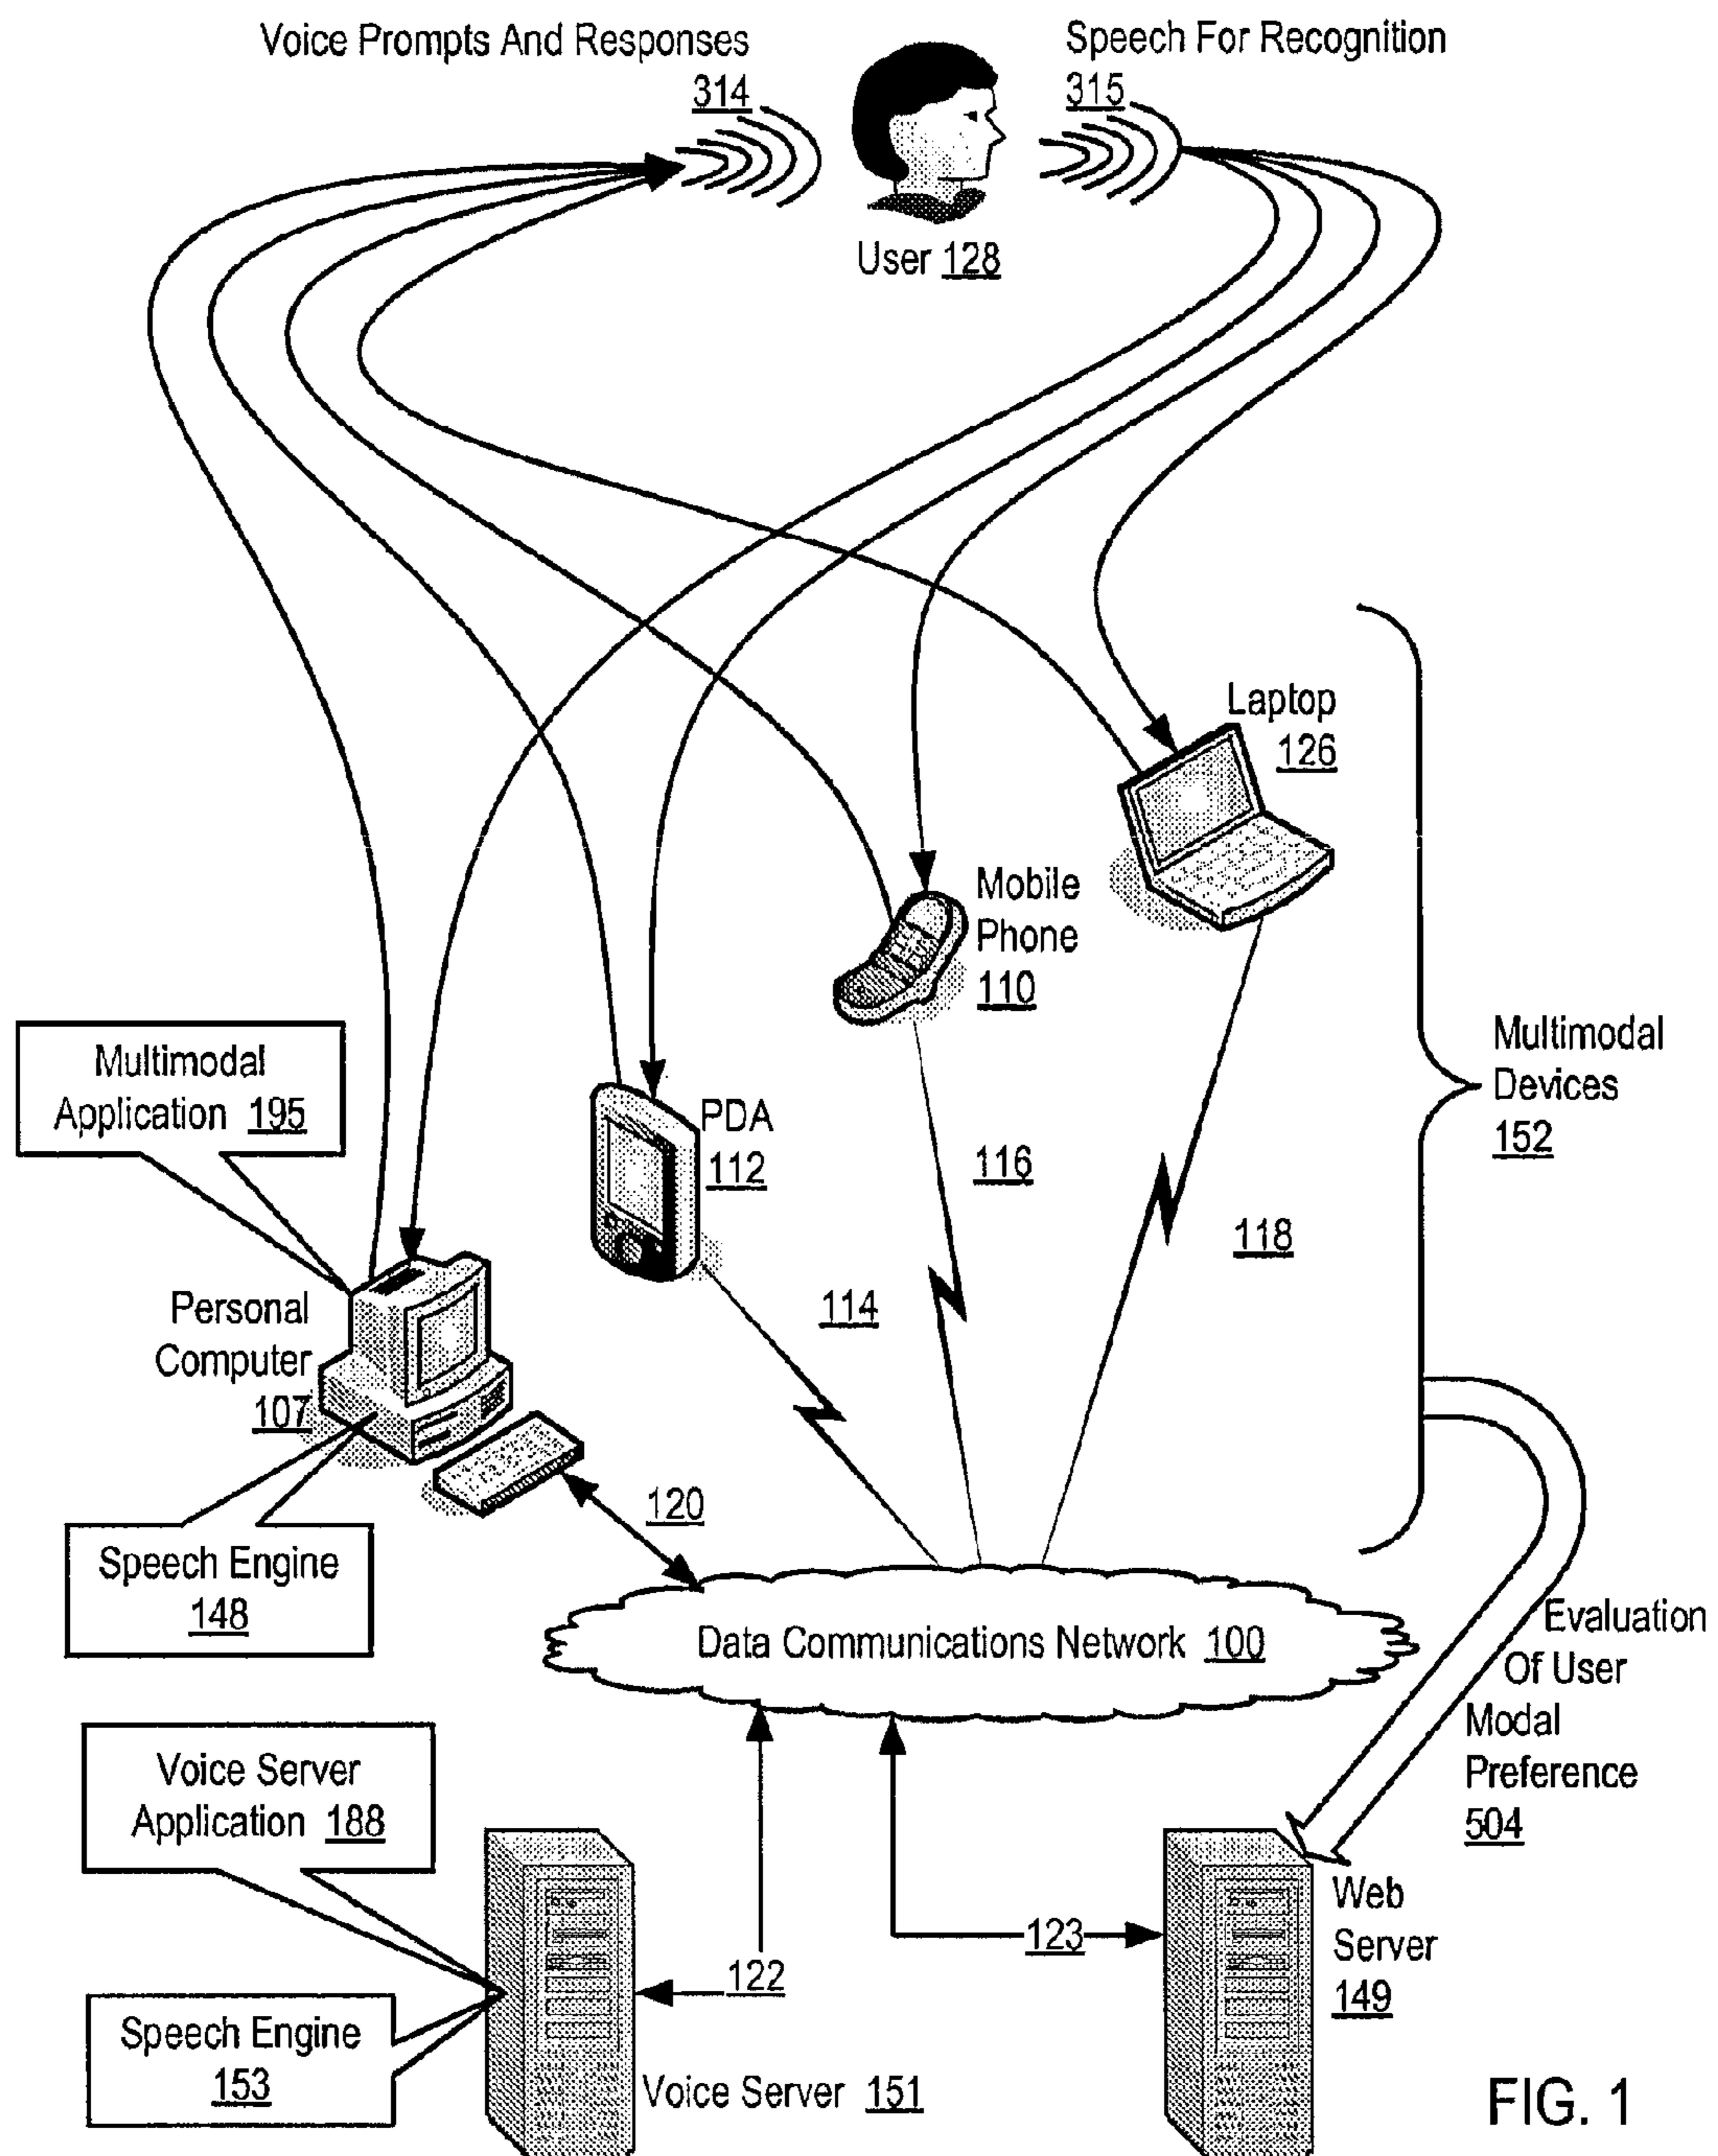 Voice Prompts And Responses
314
Speech For Recognition
315
User 128
Laptop
126
Mobile
Phone
110
Multimodal
Devices
152
Multimodal
Application 195
PDA
112
116
118
114
Personal
Computer
107
120
Speech Engine
148
Data Communications Network 100
Evaluation
Of User
Modal
Preference
504
Voice Server
Application 188
122
123
Web
Server
149
Speech Engine
153
Voice Server 151
FIG. 1